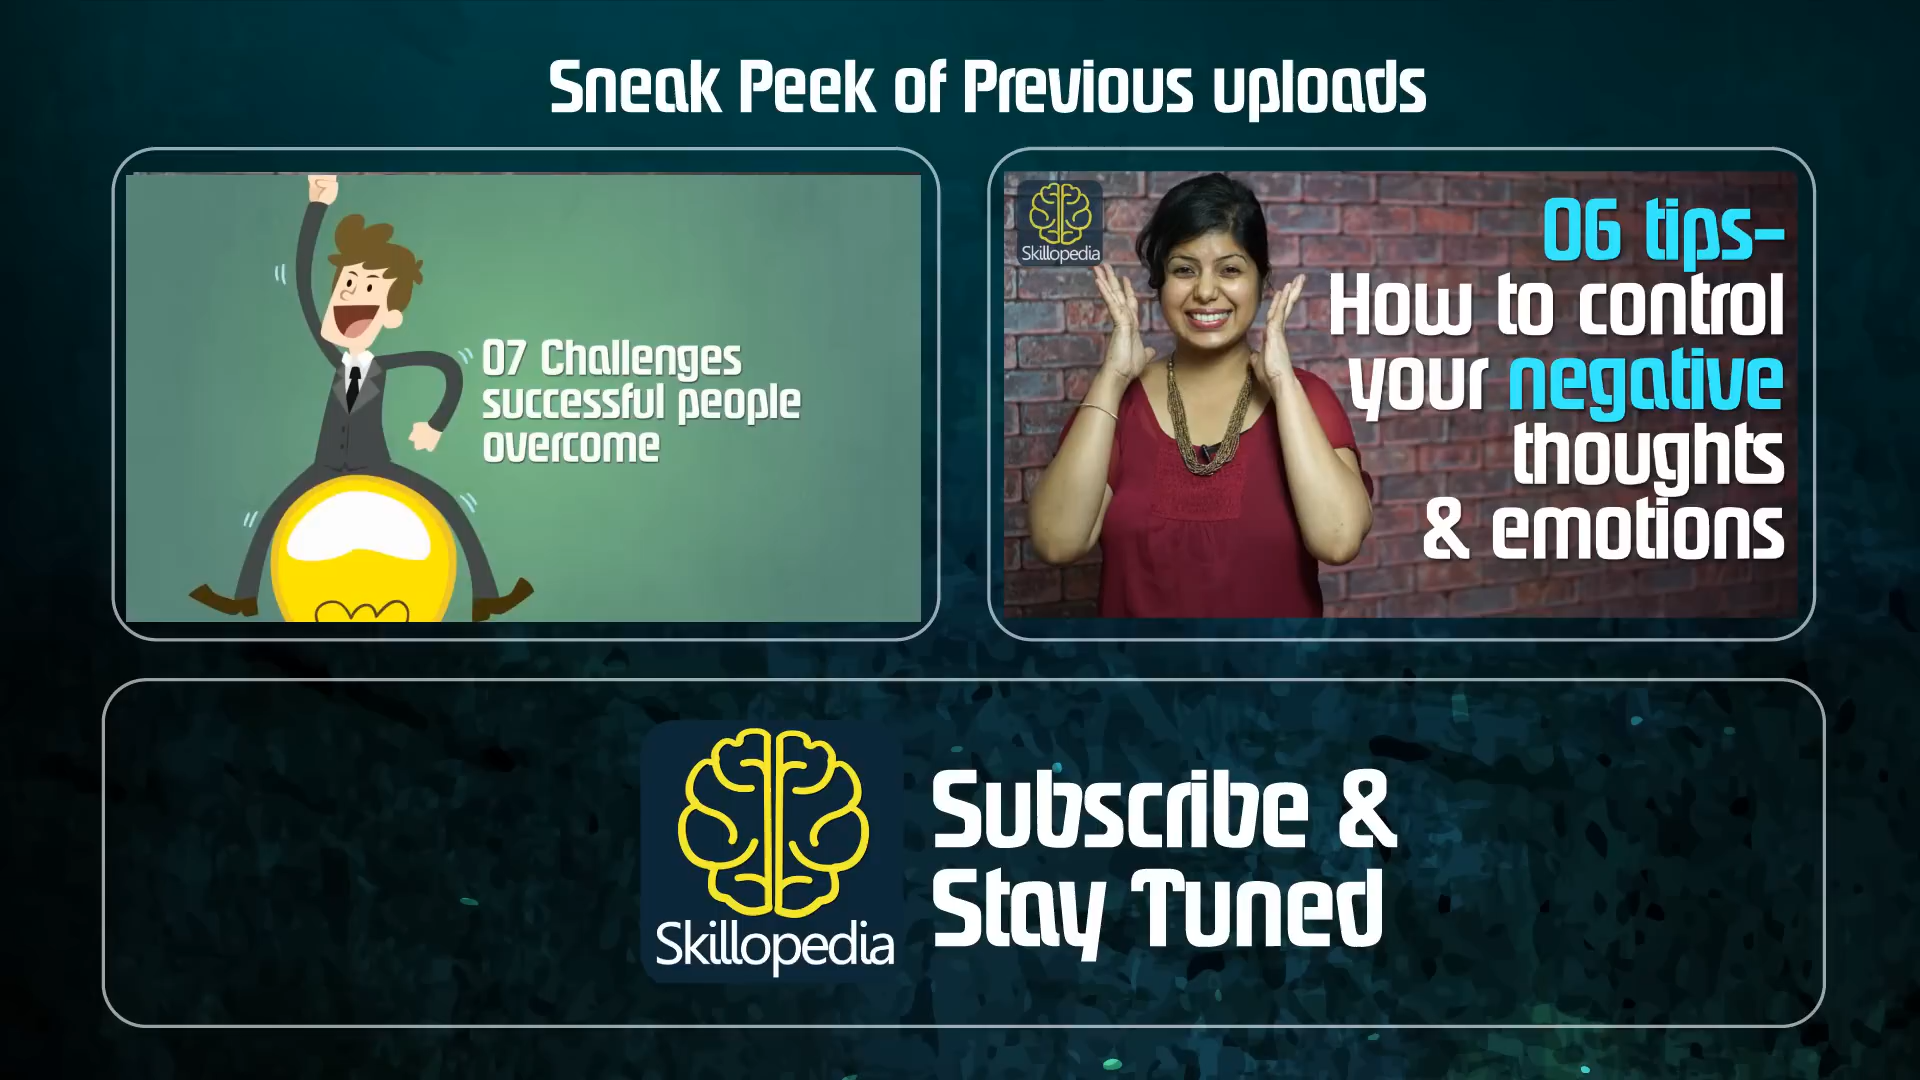 Sneak Peek of Previous uploads
07 Challenges
successful people
overcome
Skillopedia
06 tips-
How to control
your negative
thoughts
& emotions
Skillopedia
Subscribe &
Stay Tuned